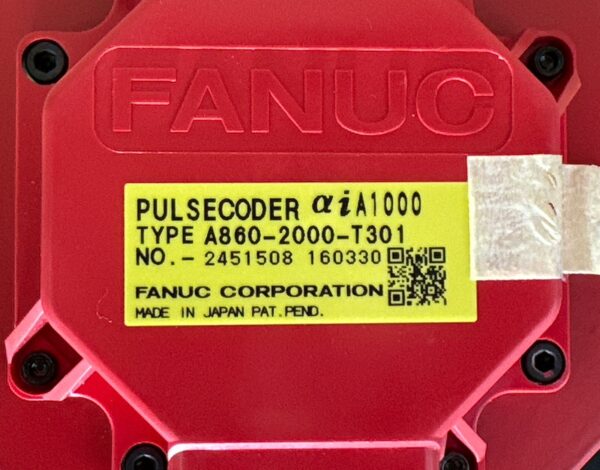 FANUC
PULSECODER αiA1000
TYPE A860-2000-T301
NO.- 2451508 160330
FANUC CORPORATION
MADE IN JAPAN PAT.PEND.